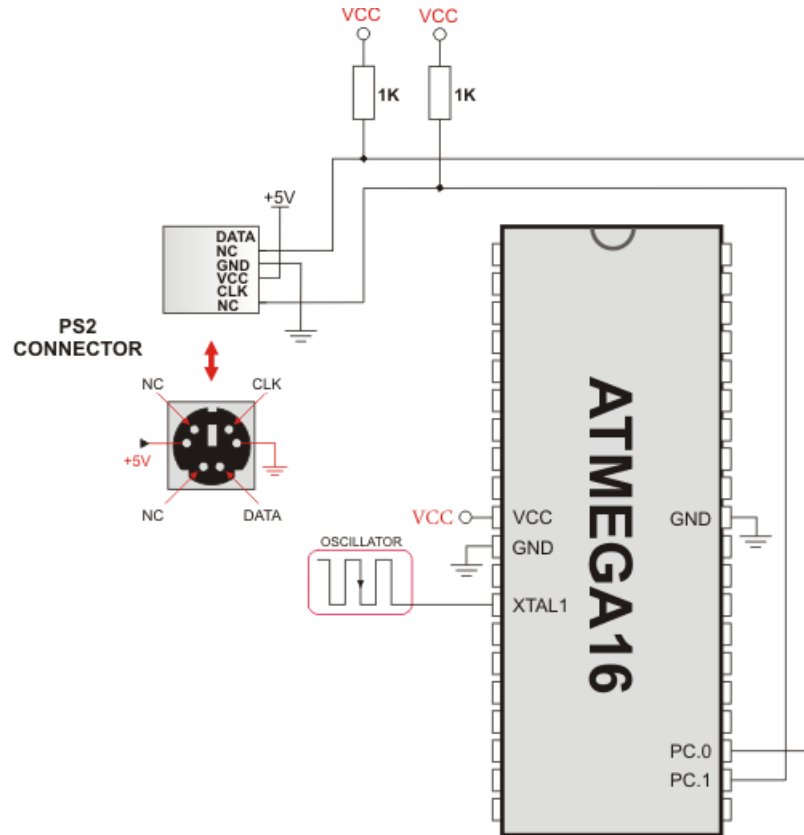 VCC
VCC
1K
1K
+5V
DATA
NC
GND
VCC
CLK
NC
PS2
CONNECTOR
NC
CLK
+5V
NC
DATA
OSCILLATOR
VCC
VCC
GND
XTAL1
ATMEGA16
GND
PC.0
PC.1